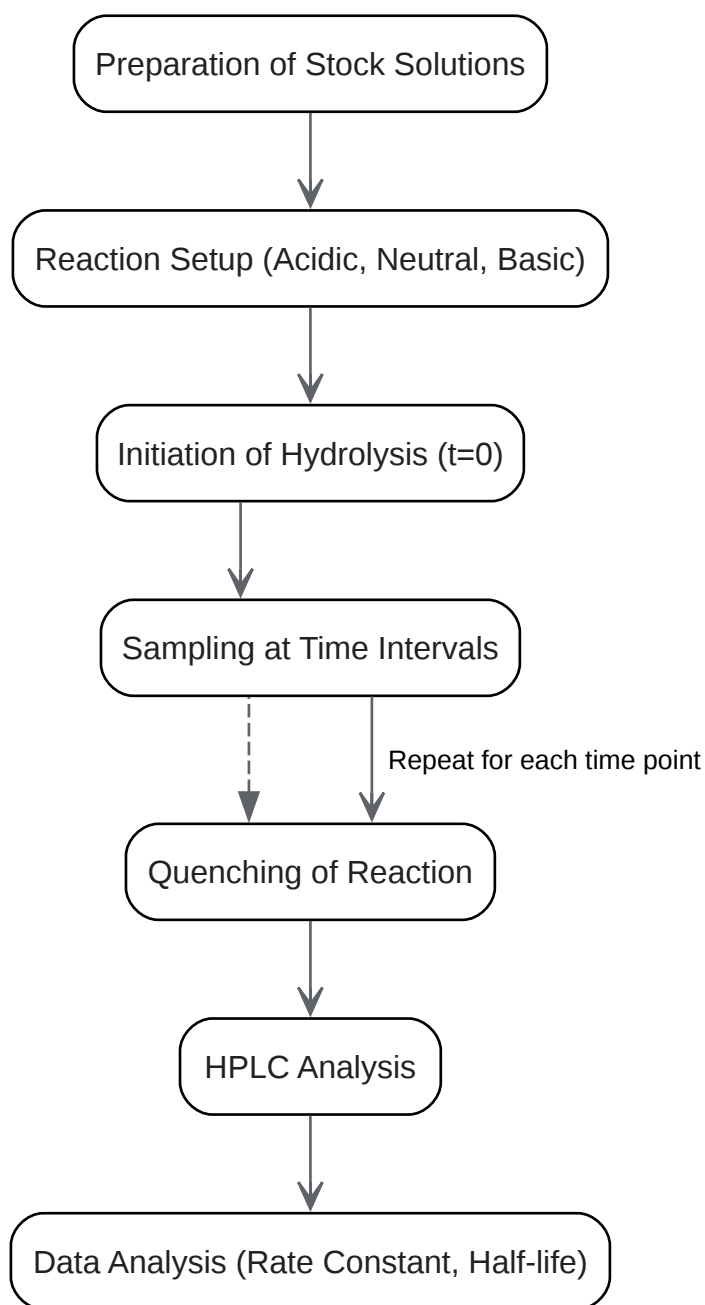 Preparation of Stock Solutions
Reaction Setup (Acidic, Neutral, Basic)
Initiation of Hydrolysis (t=0)
Sampling at Time Intervals
Repeat for each time point
Quenching of Reaction
HPLC Analysis
Data Analysis (Rate Constant, Half-life)